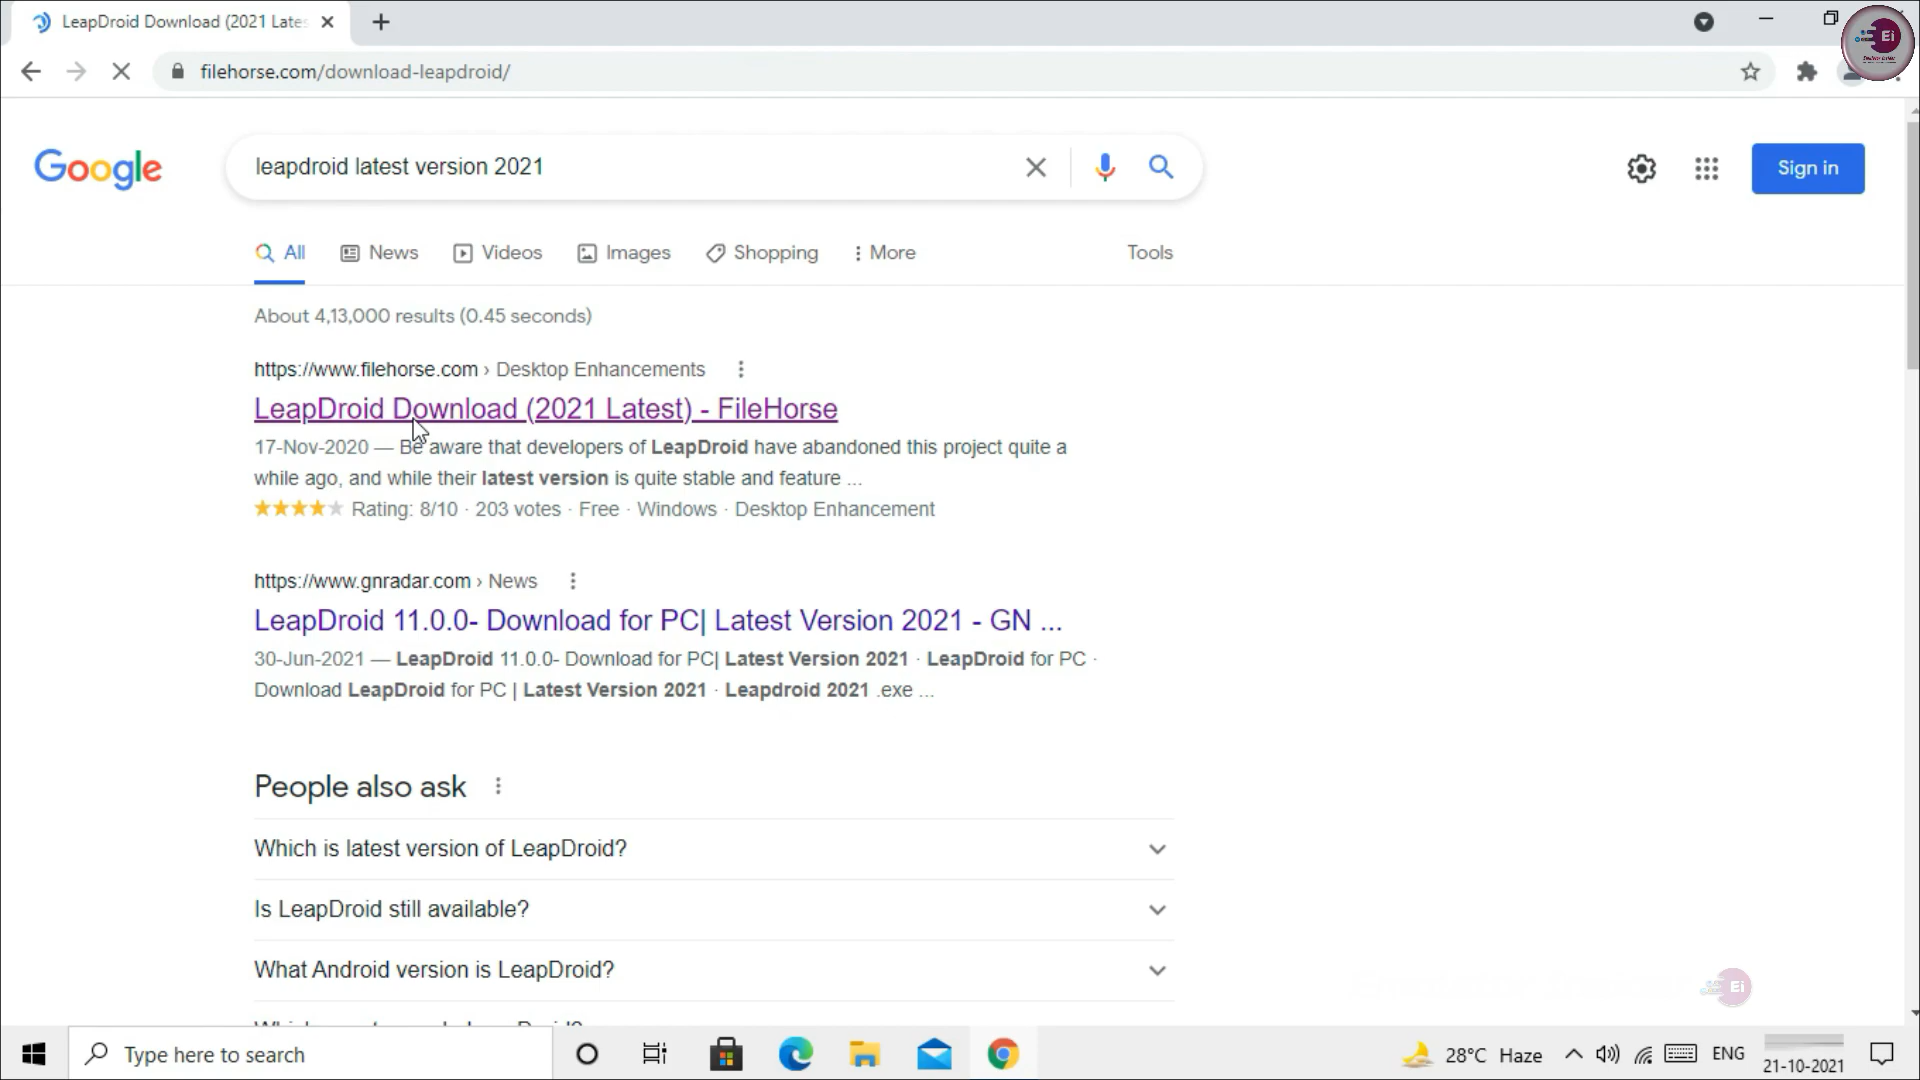 LeapDroid Download (2021 Lates
filehorse.com/download-leapdroid/
Ei
Google
leapdroid latest version 2021
Sign in
All
News
Videos
Images
Shopping
More
Tools
About 4,13,000 results (0.45 seconds)
https://www.filehorse.com › Desktop Enhancements
LeapDroid Download (2021 Latest) - FileHorse
17-Nov-2020 — Be aware that developers of LeapDroid have abandoned this project quite a
while ago, and while their latest version is quite stable and feature ...
Rating: 8/10 · 203 votes · Free · Windows · Desktop Enhancement
https://www.gnradar.com › News
LeapDroid 11.0.0- Download for PC| Latest Version 2021 - GN ...
30-Jun-2021 — LeapDroid 11.0.0- Download for PC| Latest Version 2021 · LeapDroid for PC ·
Download LeapDroid for PC | Latest Version 2021 · Leapdroid 2021 .exe ...
People also ask
Which is latest version of LeapDroid?
Is LeapDroid still available?
What Android version is LeapDroid?
Ei
Type here to search
28°C Haze
ENG
21-10-2021